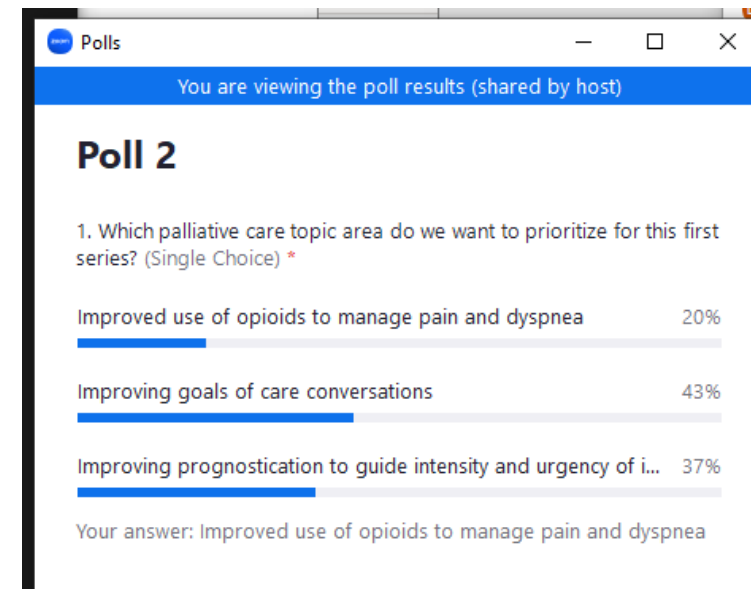 Polls
You are viewing the poll results (shared by host)
Poll 2
1. Which palliative care topic area do we want to prioritize for this first
series? (Single Choice) *
Improved use of opioids to manage pain and dyspnea 20%
Improving goals of care conversations 43%
Improving prognostication to guide intensity and urgency of i... 37%
Your answer: Improved use of opioids to manage pain and dyspnea